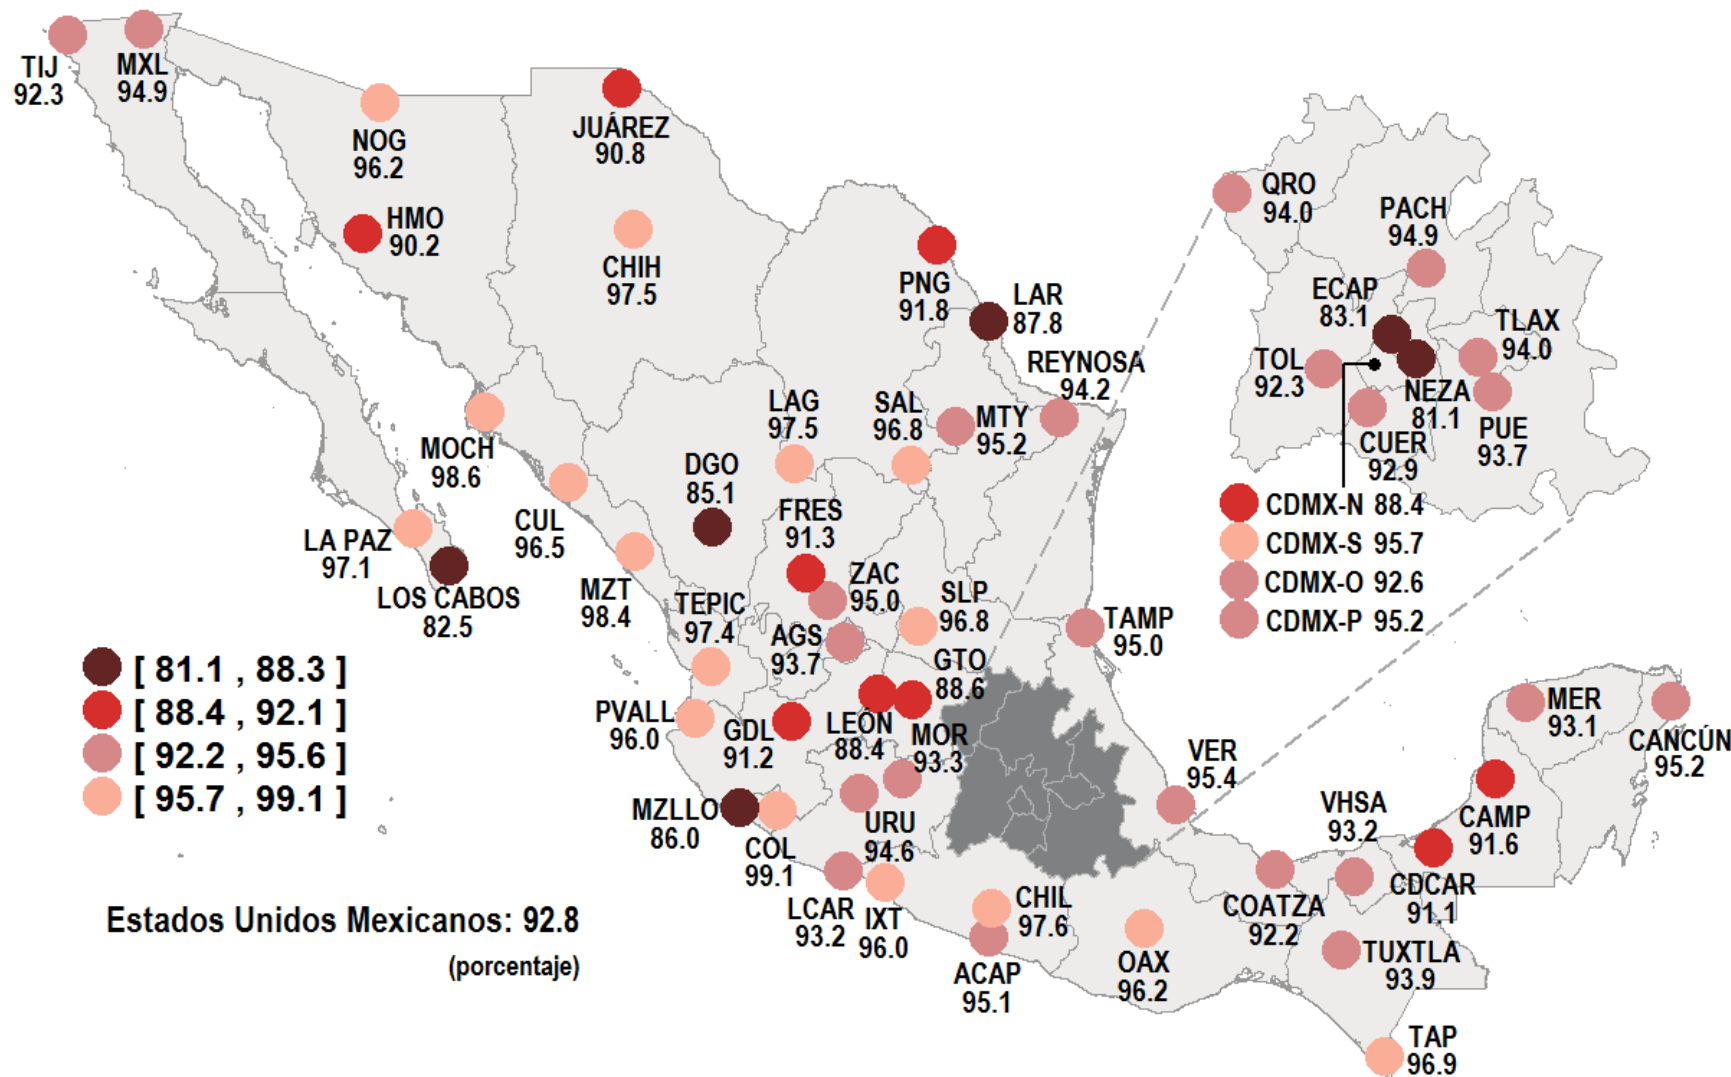 TIJ
92.3
MXL
94.9
NOG
96.2
HMO
90.2
JUÁREZ
90.8
CHIH
97.5
PNG
91.8
LAR
87.8
REYNOSA
94.2
MTY
95.2
SAL
96.8
LAG
97.5
DGO
85.1
FRES
91.3
ZAC
95.0
SLP
96.8
AGS
93.7
MOCH
98.6
CUL
96.5
MZT
98.4
LA PAZ
97.1
LOS CABOS
82.5
TEPIC
97.4
PVALL
96.0
GDL
91.2
LEÓN
88.4
GTO
88.6
MOR
93.3
MZLLO
86.0
COL
99.1
URU
94.6
LCAR
93.2
IXT
96.0
CHIL
97.6
ACAP
95.1
OAX
96.2
TAMP
95.0
VER
95.4
COATZA
92.2
VHSA
93.2
TUXTLA
93.9
TAP
96.9
CDCAR
91.1
CAMP
91.6
MER
93.1
CANCÚN
95.2
QRO
94.0
PACH
94.9
ECAP
83.1
TLAX
94.0
TOL
92.3
NEZA
81.1
CUER
92.9
PUE
93.7
CDMX-N 88.4
CDMX-S 95.7
CDMX-O 92.6
CDMX-P 95.2
[ 81.1 , 88.3 ]
[ 88.4 , 92.1 ]
[ 92.2 , 95.6 ]
[ 95.7 , 99.1 ]
Estados Unidos Mexicanos: 92.8
(porcentaje)